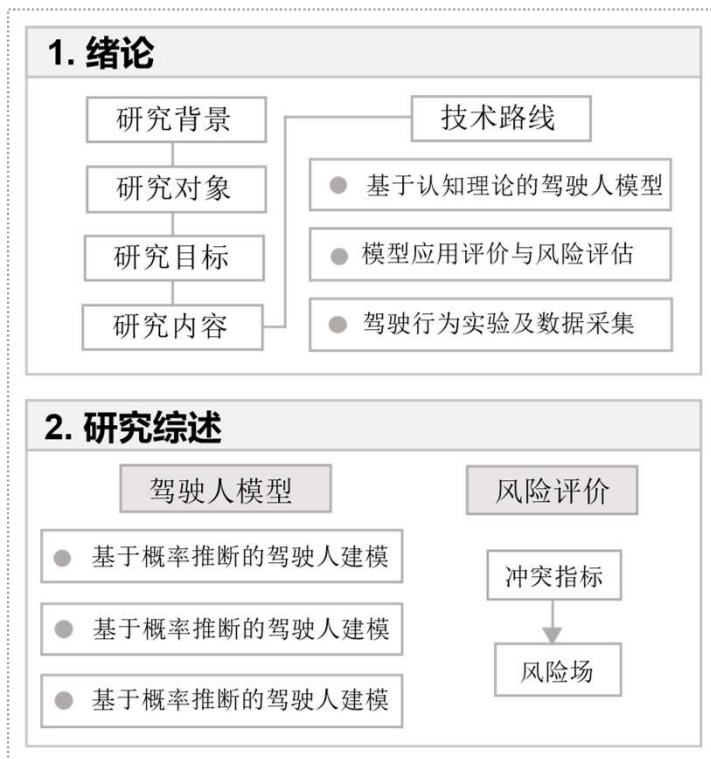 1. 绪论
研究背景
研究对象
研究目标
研究内容
技术路线
基于认知理论的驾驶人模型
模型应用评价与风险评估
驾驶行为实验及数据采集
2. 研究综述
驾驶人模型
基于概率推断的驾驶人建模
基于概率推断的驾驶人建模
基于概率推断的驾驶人建模
风险评价
冲突指标
风险场